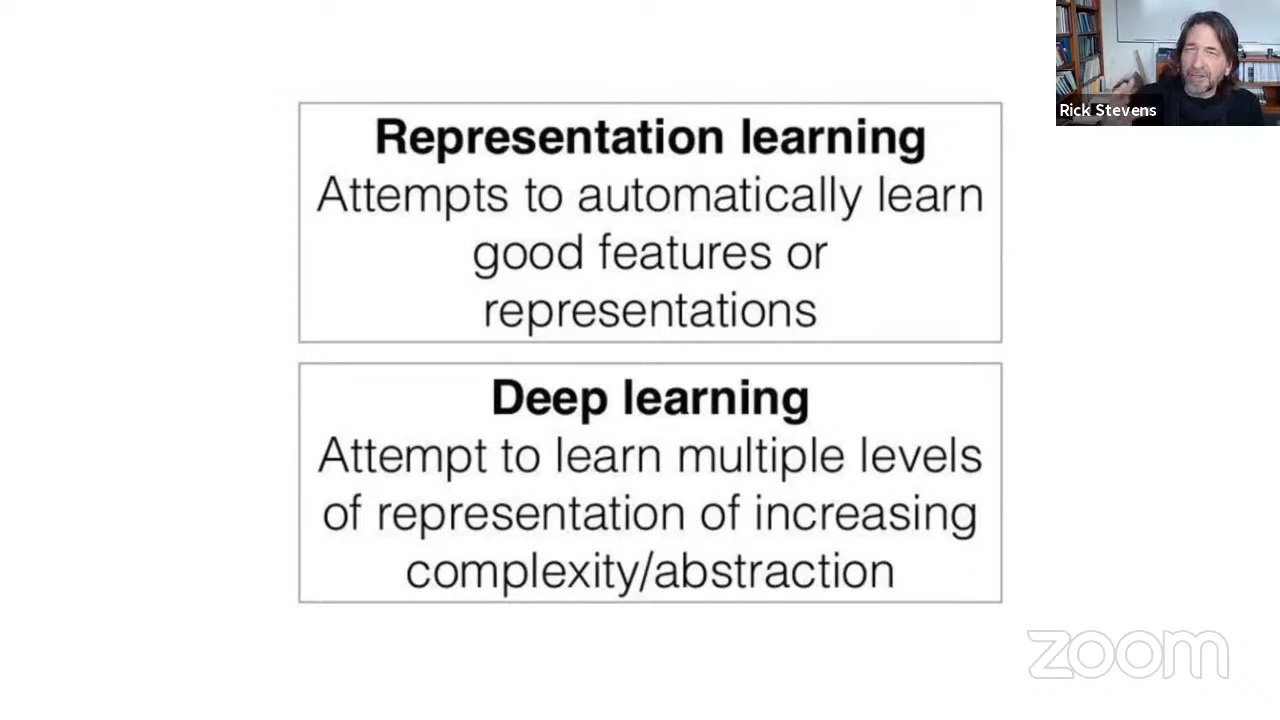 Rick Stevens
Representation learning
Attempts to automatically learn
good features or
representations
Deep learning
Attempt to learn multiple levels
of representation of increasing
complexity/abstraction
zoom